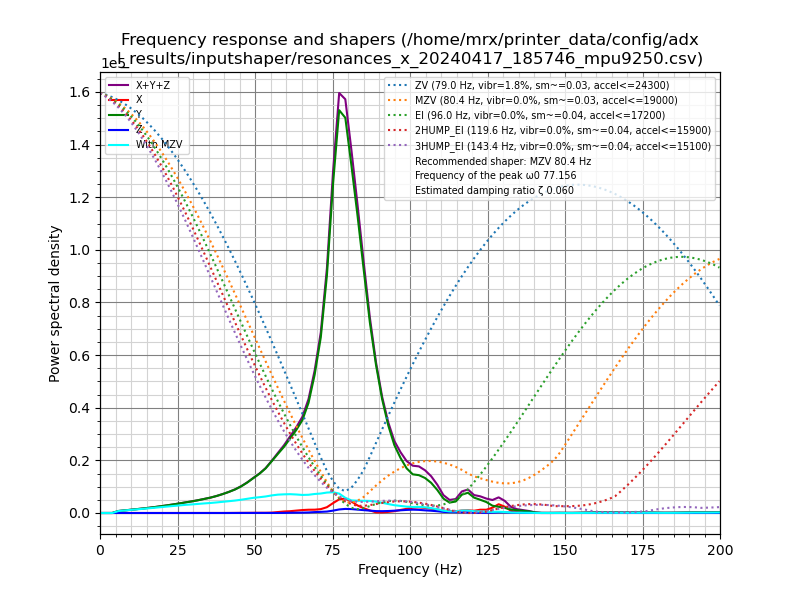 Frequency response and shapers (/home/mrx/printer_data/config/adx
l_results/inputshaper/resonances_x_20240417_185746_mpu9250.csv)
1e5
X+Y+Z
X
Y
Z
With MZV
ZV (79.0 Hz, vibr=1.8%, sm~=0.03, accel<=24300)
MZV (80.4 Hz, vibr=0.0%, sm~=0.03, accel<=19000)
EI (96.0 Hz, vibr=0.0%, sm~=0.04, accel<=17200)
2HUMP_EI (119.6 Hz, vibr=0.0%, sm~=0.04, accel<=15900)
3HUMP_EI (143.4 Hz, vibr=0.0%, sm~=0.04, accel<=15100)
Recommended shaper: MZV 80.4 Hz
Frequency of the peak ω0 77.156
Estimated damping ratio ζ 0.060
Power spectral density
1.6
1.4
1.2
1.0
0.8
0.6
0.4
0.2
0.0
0 25 50 75 100 125 150 175 200
Frequency (Hz)